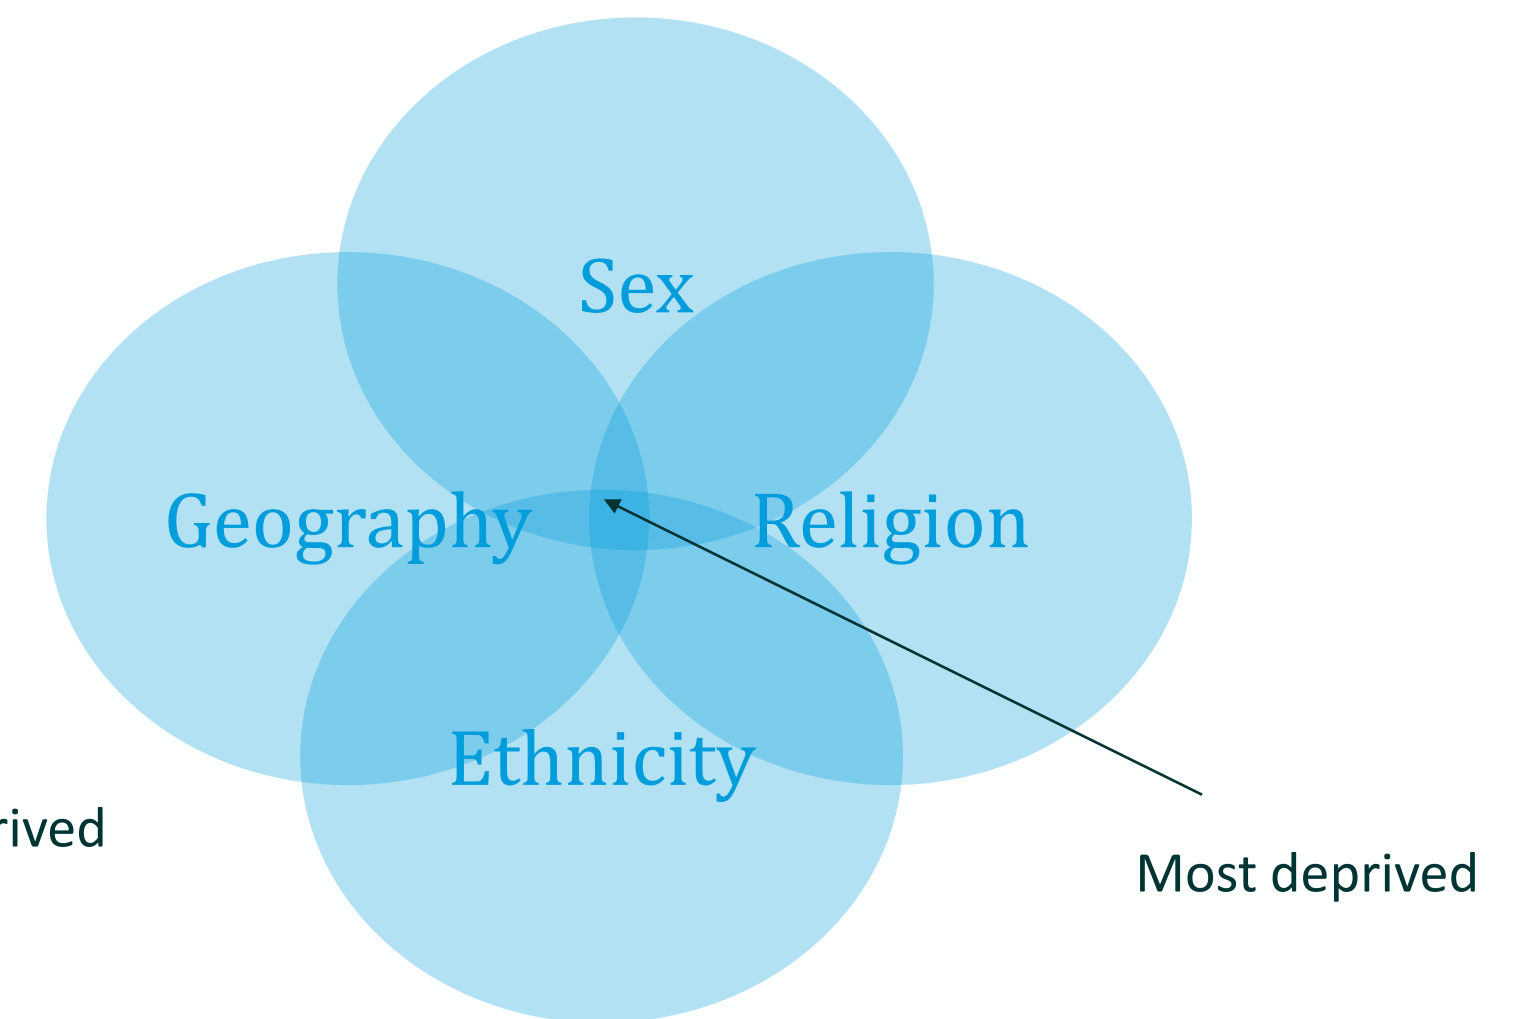 Sex
Geography
Religion
Ethnicity
rived
Most deprived